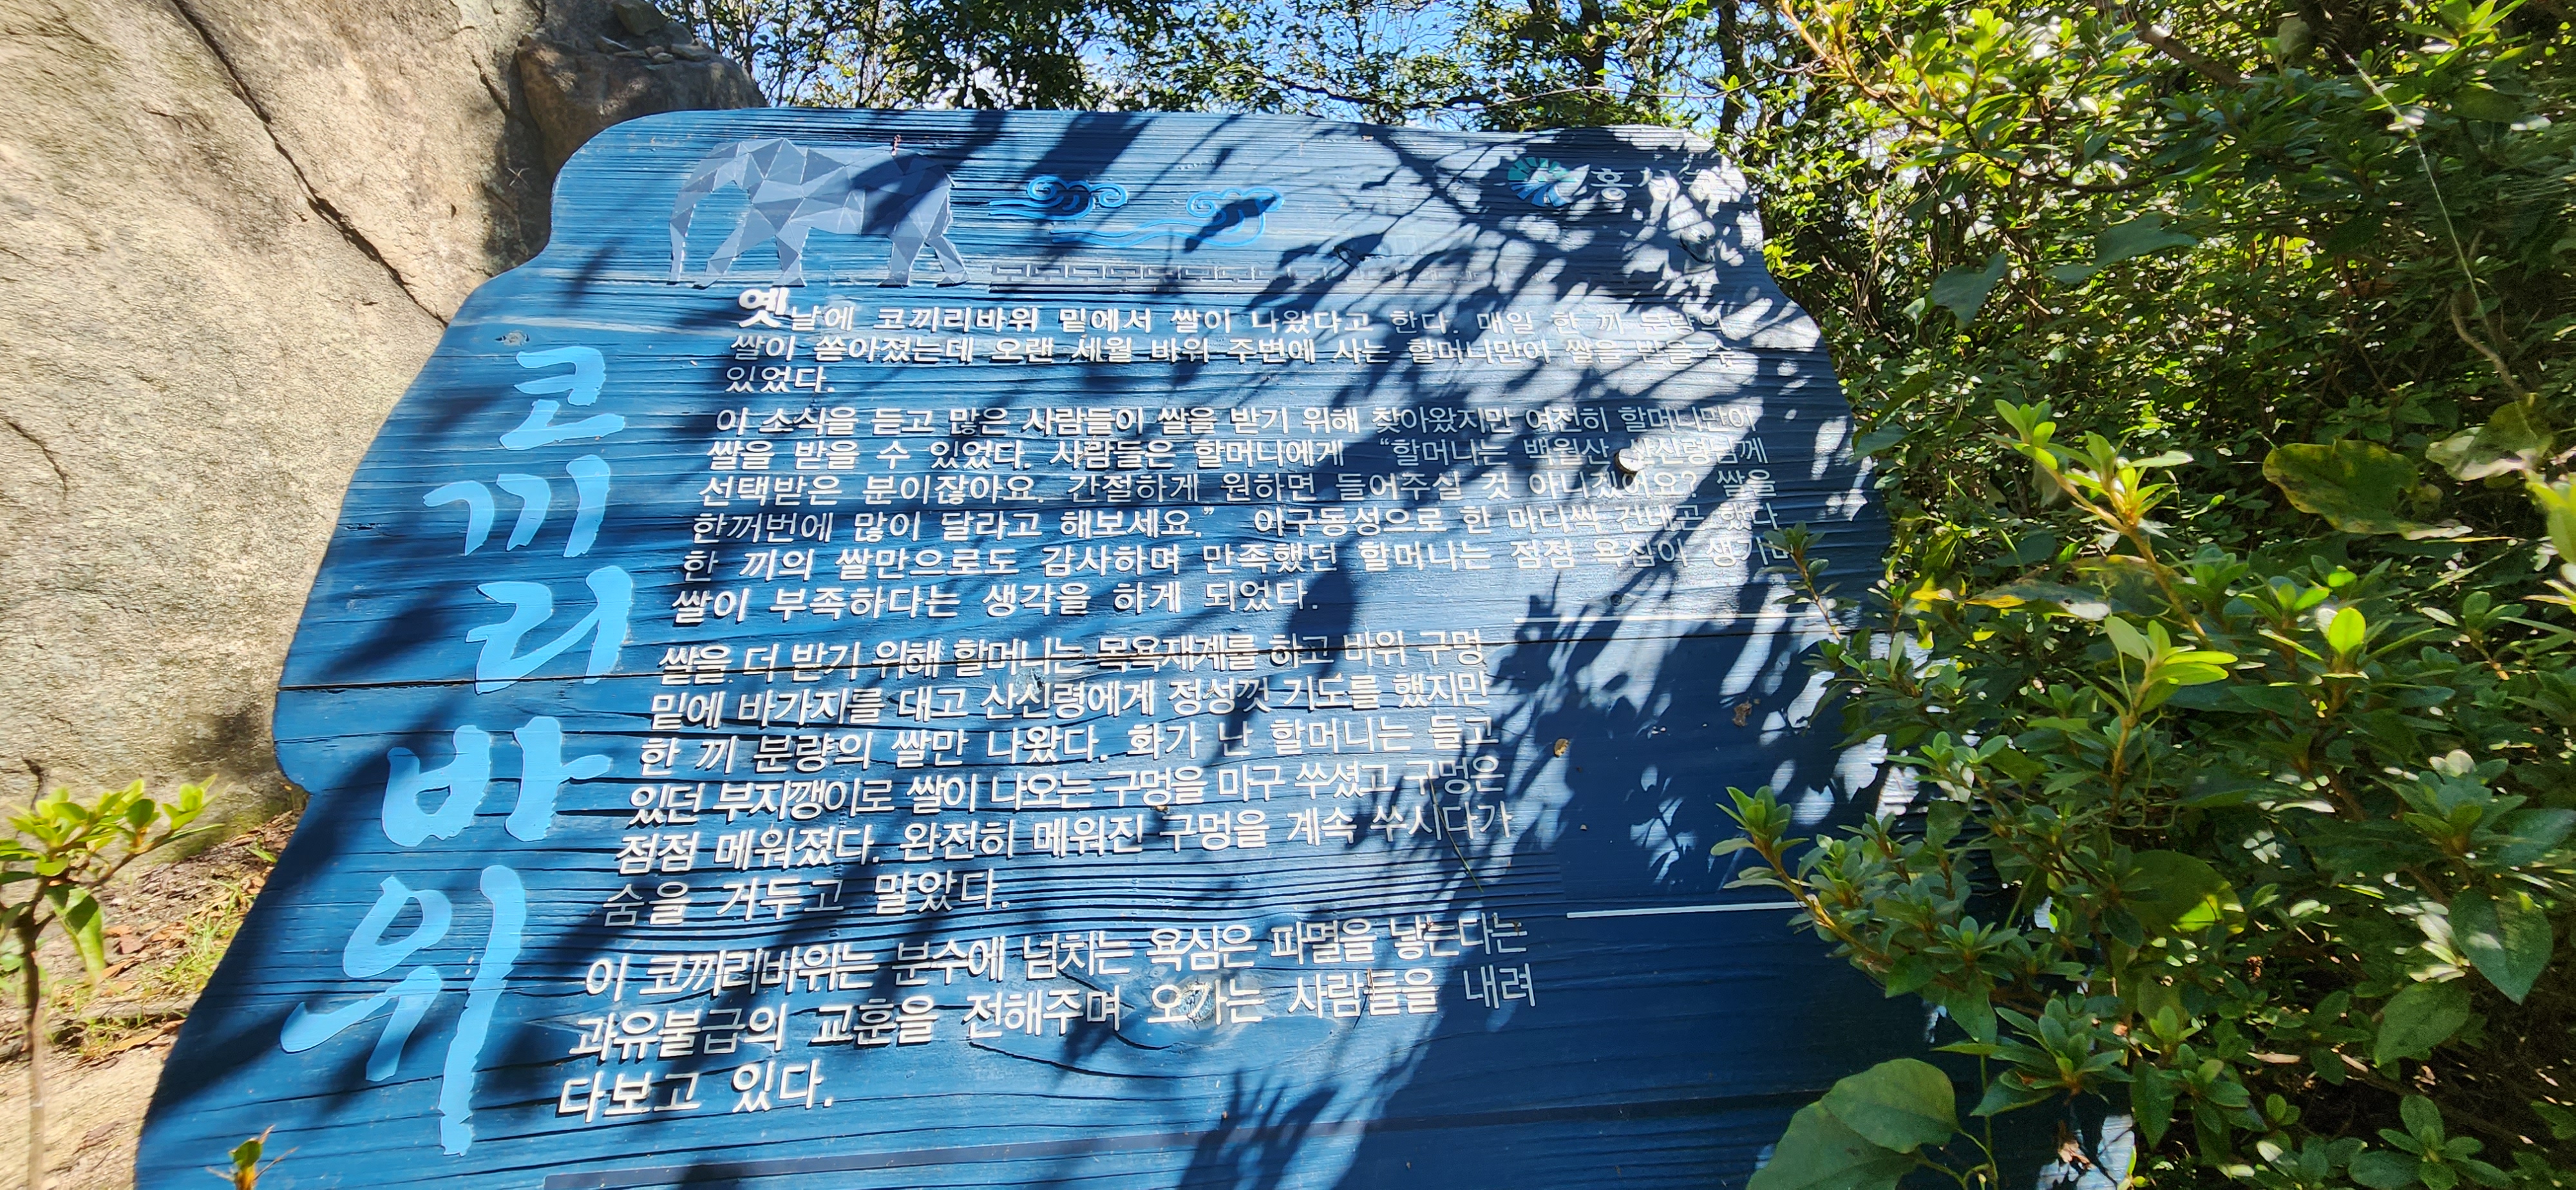 코끼리바위
홍
옛날에 코끼리바위 밑에서 쌀이 나왔다고 한다. 매일 한 끼 분량의
쌀이 쏟아졌는데 오랜 세월 바위 주변에 사는 할머니만이 쌀을 받을 수
있었다.
이 소식을 듣고 많은 사람들이 쌀을 받기 위해 찾아왔지만 여전히 할머니만이
쌀을 받을 수 있었다. 사람들은 할머니에게 “할머니는 백월산 산신령님께
선택받은 분이잖아요. 간절하게 원하면 들어주실 것 아니겠어요? 쌀을
한꺼번에 많이 달라고 해보세요.” 이구동성으로 한 마디씩 건네곤 했다
한 끼의 쌀만으로도 감사하며 만족했던 할머니는 점점 욕심이 생기며
쌀이 부족하다는 생각을 하게 되었다.
쌀을 더 받기 위해 할머니는 목욕재계를 하고 바위 구멍
밑에 바가지를 대고 산신령에게 정성껏 기도를 했지만
한 끼 분량의 쌀만 나왔다. 화가 난 할머니는 들고
있던 부지깽이로 쌀이 나오는 구멍을 마구 쑤셨고 구멍은
점점 메워졌다. 완전히 메워진 구멍을 계속 쑤시다가
숨을 거두고 말았다.
이 코끼리바위는 분수에 넘치는 욕심은 파멸을 낳는다는
과유불급의 교훈을 전해주며 오가는 사람들을 내려
다보고 있다.